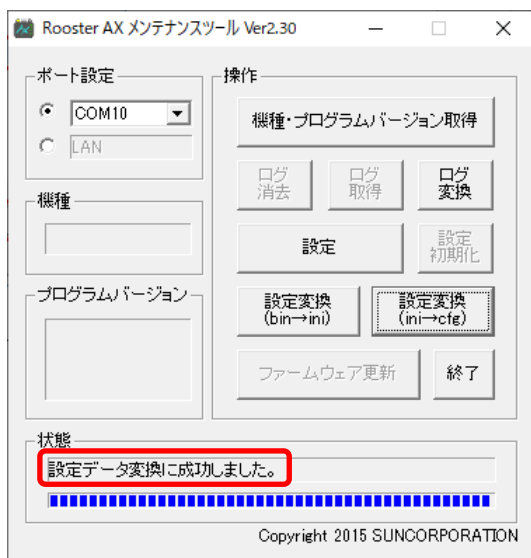 Rooster AX メンテナンスツール Ver2.30
ポート設定
COM10
LAN
機種
プログラムバージョン
操作
機種・プログラムバージョン取得
ログ
消去
ログ
取得
ログ
変換
設定
設定
初期化
設定変換
(bin→ini)
設定変換
(ini→cfg)
ファームウェア更新
終了
状態
設定データ変換に成功しました。
Copyright 2015 SUNCORPORATION